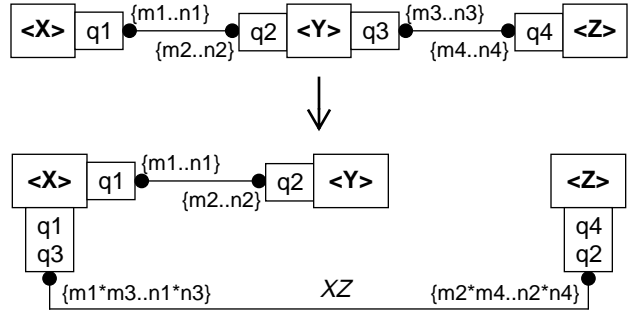 <X> q1 {m1..n1} {m2..n2} q2 <Y> q3 {m3..n3} {m4..n4} q4 <Z>
<X> q1 {m1..n1} {m2..n2} q2 <Y> <Z>
q1 q4
q3 q2
{m1*m3..n1*n3} XZ {m2*m4..n2*n4}